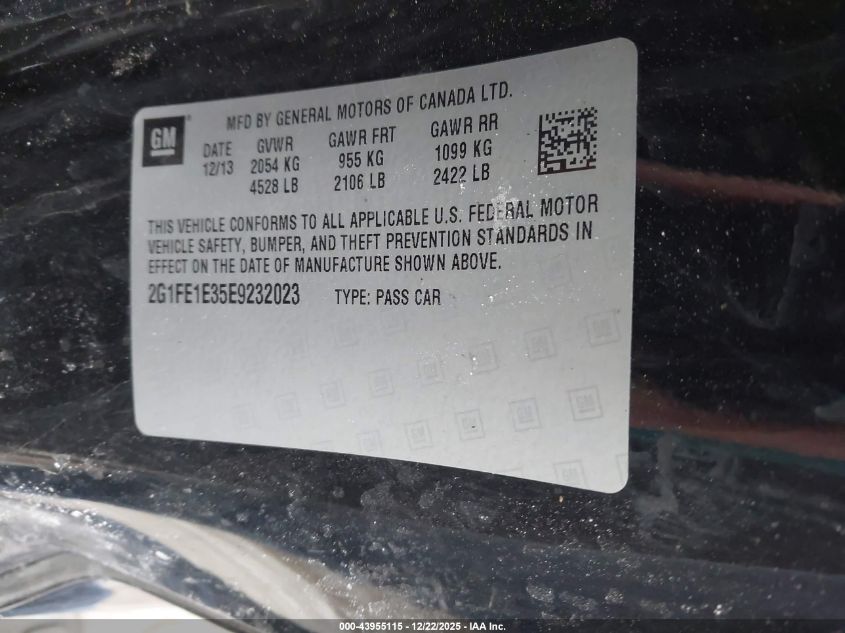 GM
MFD BY GENERAL MOTORS OF CANADA LTD.
DATE GVWR GAWR FRT GAWR RR
12/13 2054 KG 955 KG 1099 KG
4528 LB 2106 LB 2422 LB
THIS VEHICLE CONFORMS TO ALL APPLICABLE U.S. FEDERAL MOTOR
VEHICLE SAFETY, BUMPER, AND THEFT PREVENTION STANDARDS IN
EFFECT ON THE DATE OF MANUFACTURE SHOWN ABOVE.
2G1FE1E35E9232023 TYPE: PASS CAR
000-43955115 - 12/22/2025 - IAA Inc.